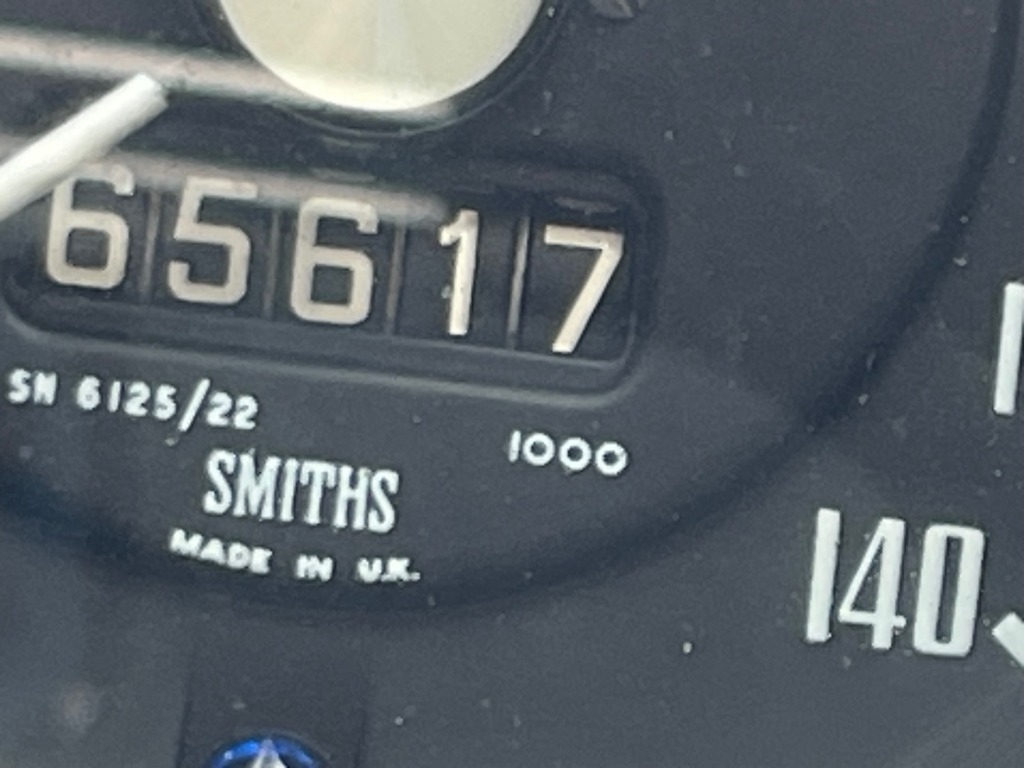 65617
SN 6125/22
1000
SMITHS
MADE IN U.K.
140